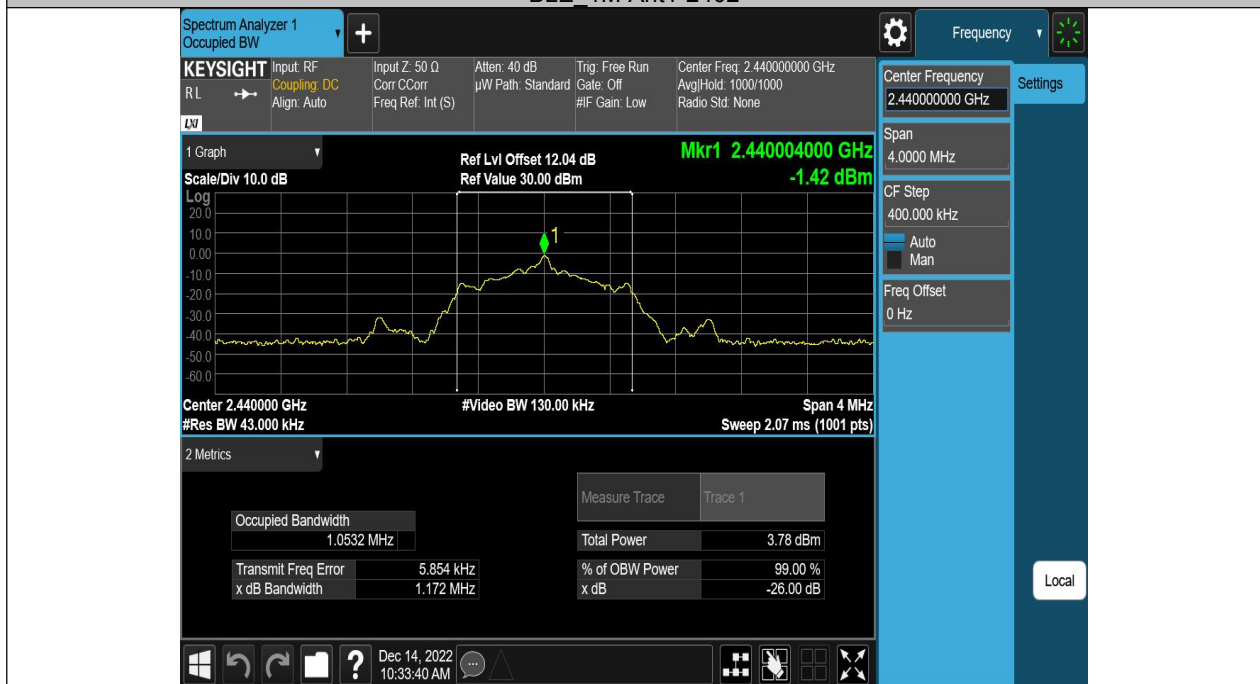 Spectrum Analyzer 1
Occupied BW
Frequency
KEYSIGHT
R L
LXI
Input: RF
Coupling: DC
Align: Auto
Input Z: 50 Ω
Corr CCorr
Freq Ref: Int (S)
Atten: 40 dB
µW Path: Standard
Trig: Free Run
Gate: Off
#IF Gain: Low
Center Freq: 2.440000000 GHz
Avg|Hold: 1000/1000
Radio Std: None
Center Frequency
2.440000000 GHz
Settings
Span
4.0000 MHz
CF Step
400.000 kHz
Auto
Man
Freq Offset
0 Hz
Local
1 Graph
Scale/Div 10.0 dB
Ref Lvl Offset 12.04 dB
Ref Value 30.00 dBm
Mkr1 2.440004000 GHz
-1.42 dBm
Log
20.0
10.0
0.00
-10.0
-20.0
-30.0
-40.0
-50.0
-60.0
1
Center 2.440000 GHz
#Video BW 130.00 kHz
Span 4 MHz
#Res BW 43.000 kHz
Sweep 2.07 ms (1001 pts)
2 Metrics
Measure Trace
Trace 1
Occupied Bandwidth
1.0532 MHz
Total Power
3.78 dBm
Transmit Freq Error
5.854 kHz
% of OBW Power
99.00 %
x dB Bandwidth
1.172 MHz
x dB
-26.00 dB
?
Dec 14, 2022
10:33:40 AM